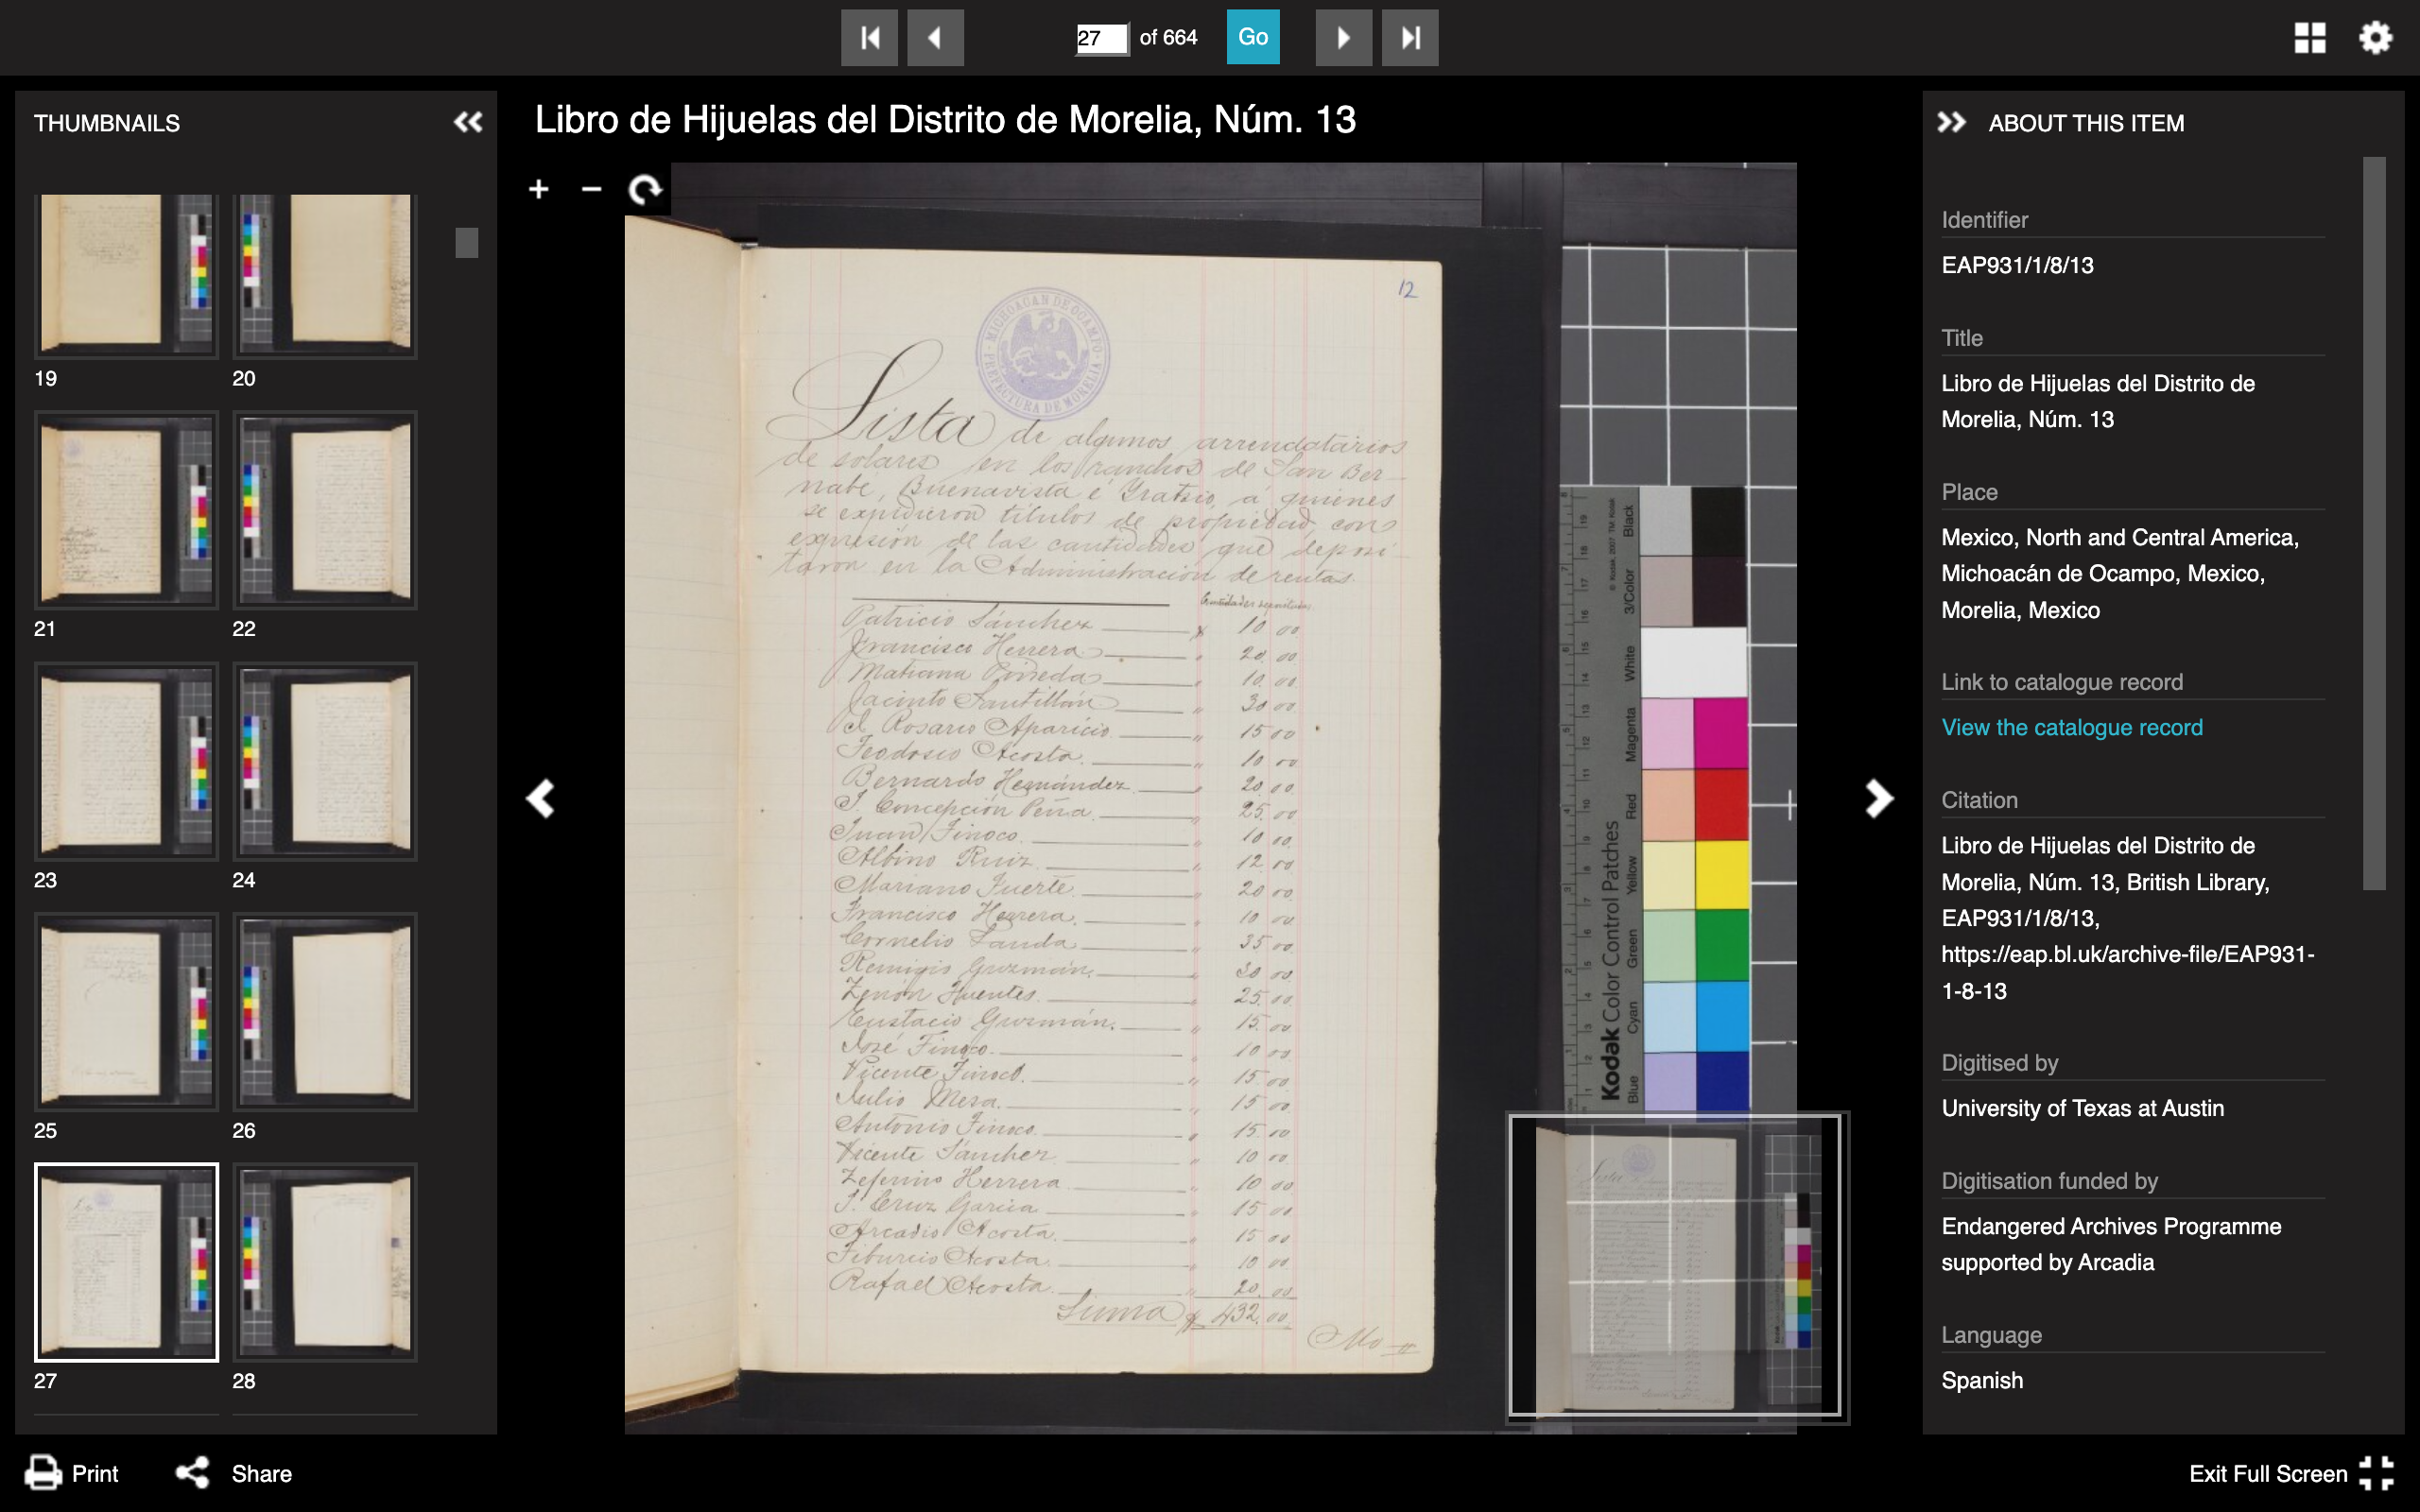 27 of 664 Go
THUMBNAILS
19 20
21 22
23 24
25 26
27 28
Libro de Hijuelas del Distrito de Morelia, Núm. 13
12
MICHOACAN DE OCAMPO
PREFECTURA DE MORELIA
Lista de algunos arrendatarios
de solares en los ranchos de San Ber-
nabe, Buenavista é Yratzio, á quienes
se expidieron titulos de propiedad, con
expresión de las cantidades que deposi-
taron en la Administración de rentas.
Cantidades
Patricio Sánchez $ 10 00
Francisco Herrera " 20 00
Matiana Pineda " 10 00
Jacinto Santillán " 30 00
J. Rosario Aparicio " 15 00
Teodosio Acosta " 10 00
Bernardo Hernández " 20 00
J. Concepción Peña " 25 00
Juan Tinoco " 10 00
Albino Ruiz " 12 00
Mariano Fuerte " 20 00
Francisco Herrera " 10 00
Cornelio Landa " 35 00
Remigio Guzmán " 30 00
Zenón Fuentes " 25 00
Eustacio Guzmán " 15 00
José Tinoco " 10 00
Vicente Tinoco " 15 00
Julio Mesa " 15 00
Antonio Tinoco " 15 00
Vicente Sánchez " 10 00
Zeferino Herrera " 10 00
J. Cruz Garcia " 15 00
Arcadio Acosta " 15 00
Tiburcio Acosta " 10 00
Rafael Acosta " 20 00
Suma $ 432.00
Kodak Color Control Patches
© Kodak, 2007 TM: Kodak
Blue Cyan Green Yellow Red Magenta White 3/Color Black
ABOUT THIS ITEM
Identifier
EAP931/1/8/13
Title
Libro de Hijuelas del Distrito de
Morelia, Núm. 13
Place
Mexico, North and Central America,
Michoacán de Ocampo, Mexico,
Morelia, Mexico
Link to catalogue record
View the catalogue record
Citation
Libro de Hijuelas del Distrito de
Morelia, Núm. 13, British Library,
EAP931/1/8/13,
https://eap.bl.uk/archive-file/EAP931-
1-8-13
Digitised by
University of Texas at Austin
Digitisation funded by
Endangered Archives Programme
supported by Arcadia
Language
Spanish
Print Share
Exit Full Screen